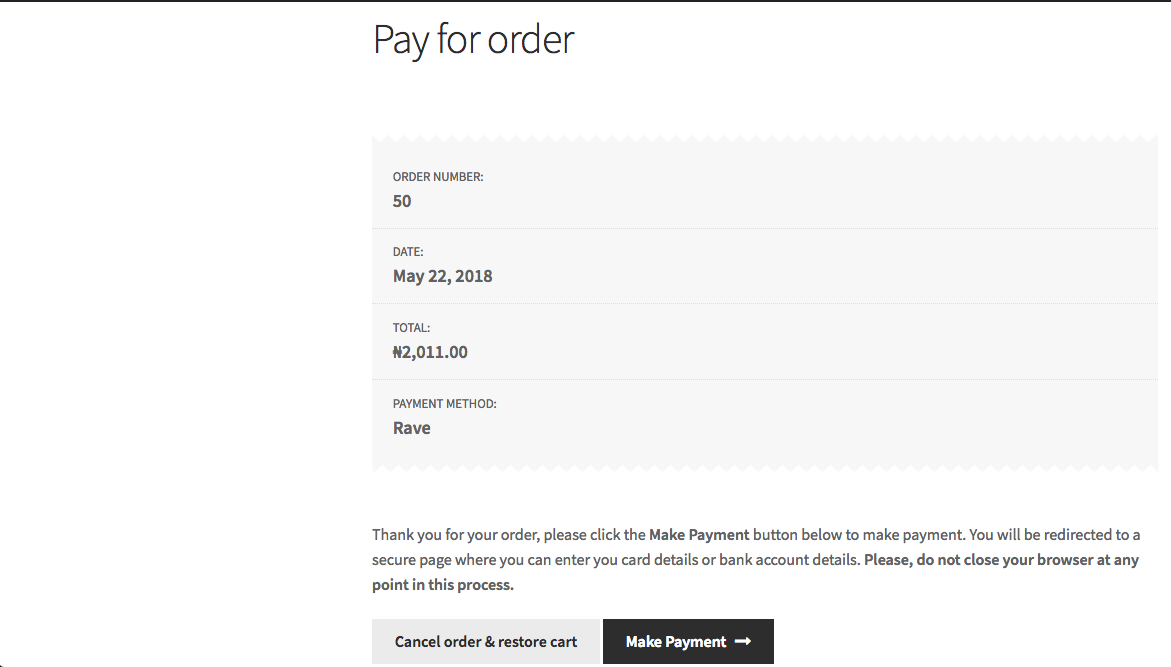 Pay for order
ORDER NUMBER:
50
DATE:
May 22, 2018
TOTAL:
₦2,011.00
PAYMENT METHOD:
Rave
Thank you for your order, please click the Make Payment button below to make payment. You will be redirected to a
secure page where you can enter you card details or bank account details. Please, do not close your browser at any
point in this process.
Cancel order & restore cart
Make Payment →